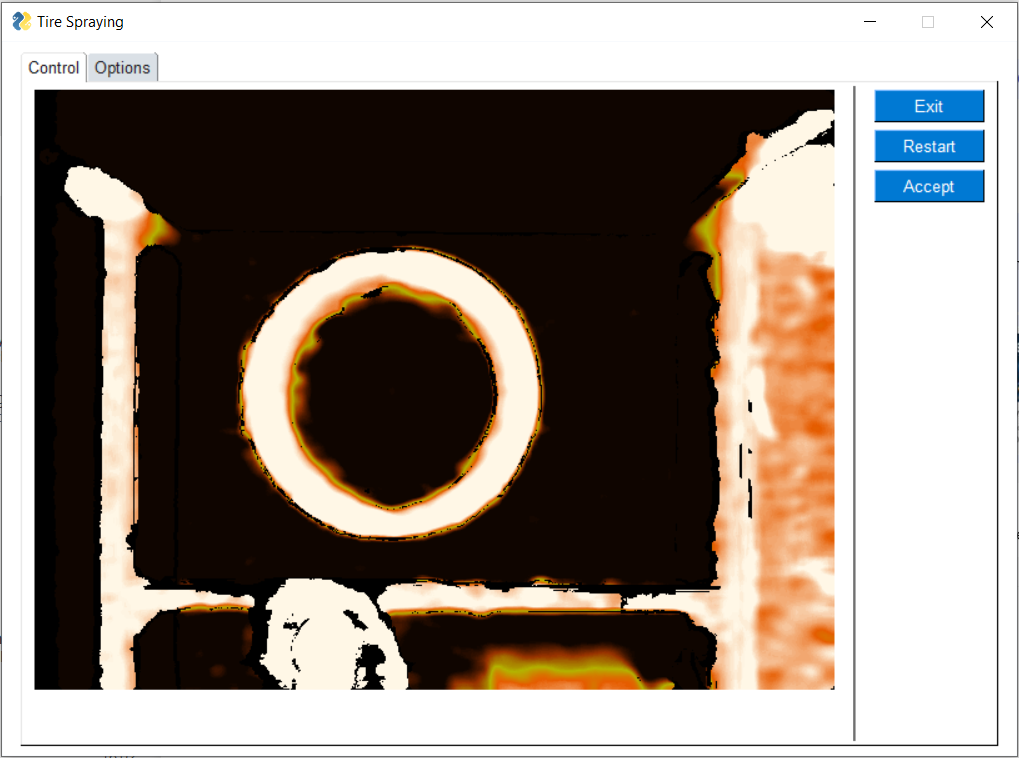 Tire Spraying
Control Options
Exit
Restart
Accept